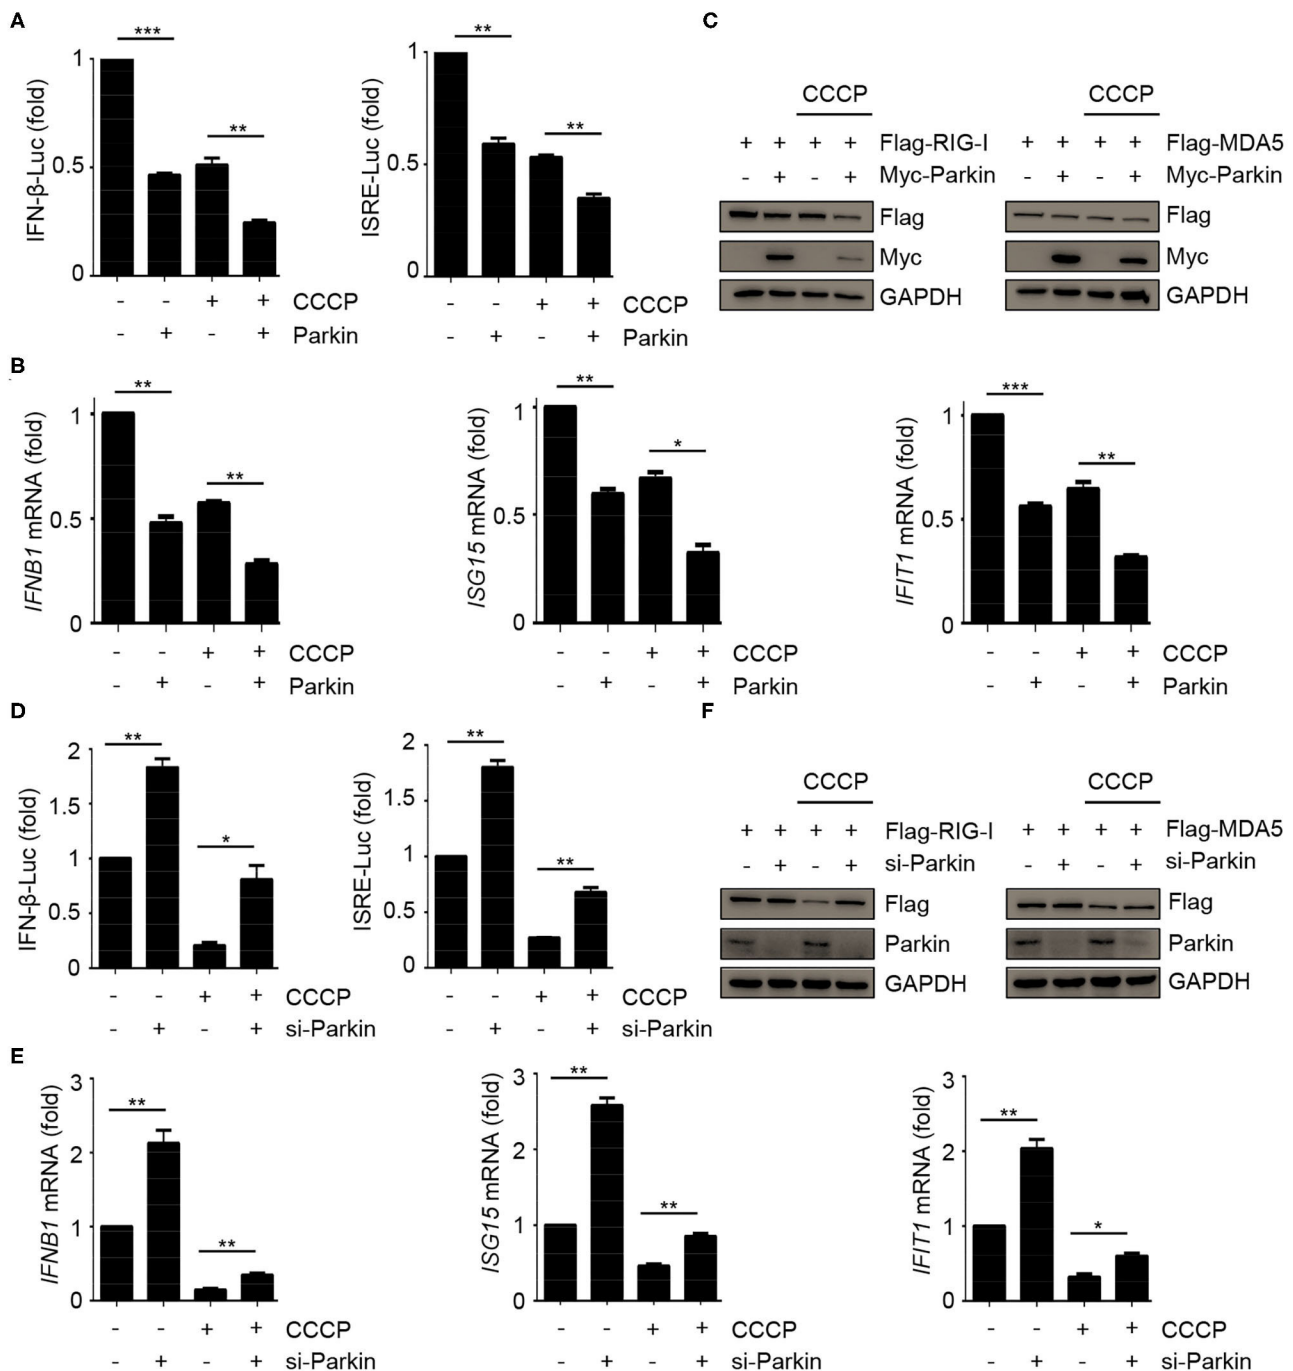 A
***
**
1
0.5
0
IFN-β-Luc (fold)
- - + + CCCP
- + - + Parkin
**
**
1
0.5
0
ISRE-Luc (fold)
- - + + CCCP
- + - + Parkin
C
CCCP
+ + + + Flag-RIG-I
- + - + Myc-Parkin
Flag
Myc
GAPDH
CCCP
+ + + + Flag-MDA5
- + - + Myc-Parkin
Flag
Myc
GAPDH
B
**
**
1
0.5
0
IFNB1 mRNA (fold)
- - + + CCCP
- + - + Parkin
**
*
1
0.5
0
ISG15 mRNA (fold)
- - + + CCCP
- + - + Parkin
***
**
1
0.5
0
IFIT1 mRNA (fold)
- - + + CCCP
- + - + Parkin
D
**
*
2
1.5
1
0.5
0
IFN-β-Luc (fold)
- - + + CCCP
- + - + si-Parkin
**
**
2
1.5
1
0.5
0
ISRE-Luc (fold)
- - + + CCCP
- + - + si-Parkin
F
CCCP
+ + + + Flag-RIG-I
- + - + si-Parkin
Flag
Parkin
GAPDH
CCCP
+ + + + Flag-MDA5
- + - + si-Parkin
Flag
Parkin
GAPDH
E
**
**
3
2
1
0
IFNB1 mRNA (fold)
- - + + CCCP
- + - + si-Parkin
**
**
3
2
1
0
ISG15 mRNA (fold)
- - + + CCCP
- + - + si-Parkin
**
*
3
2
1
0
IFIT1 mRNA (fold)
- - + + CCCP
- + - + si-Parkin